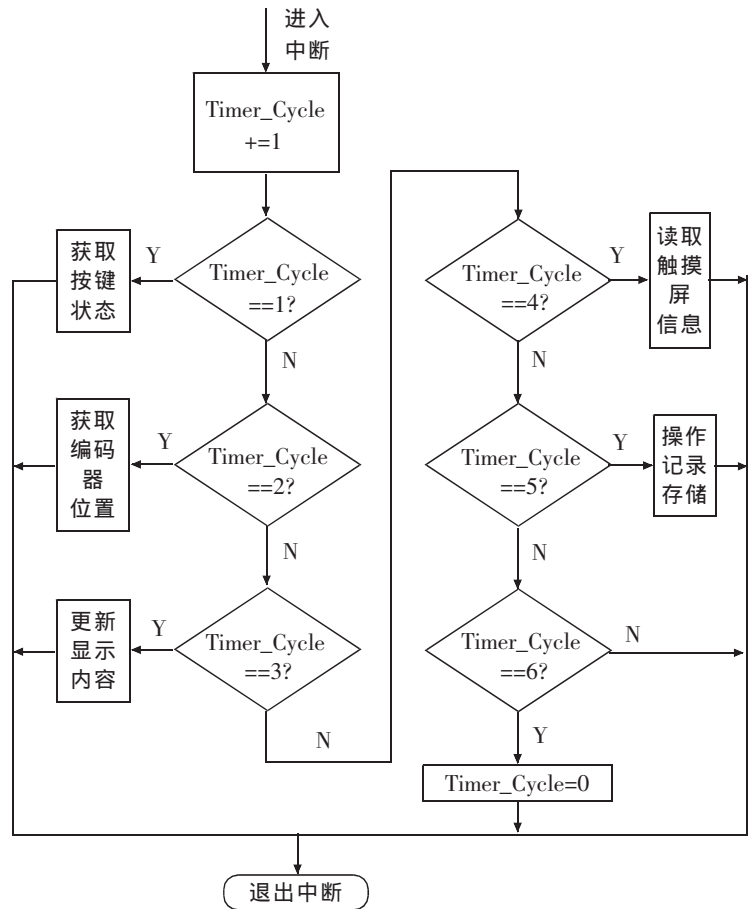 进入
中断
Timer_Cycle
+=1
获取
按键
状态
Y
Timer_Cycle
==1?
N
获取
编码
器
位置
Y
Timer_Cycle
==2?
N
更新
显示
内容
Y
Timer_Cycle
==3?
N
Timer_Cycle
==4?
Y
读取
触摸
屏
信息
N
Timer_Cycle
==5?
Y
操作
记录
存储
N
Timer_Cycle
==6?
N
Y
Timer_Cycle=0
退出中断